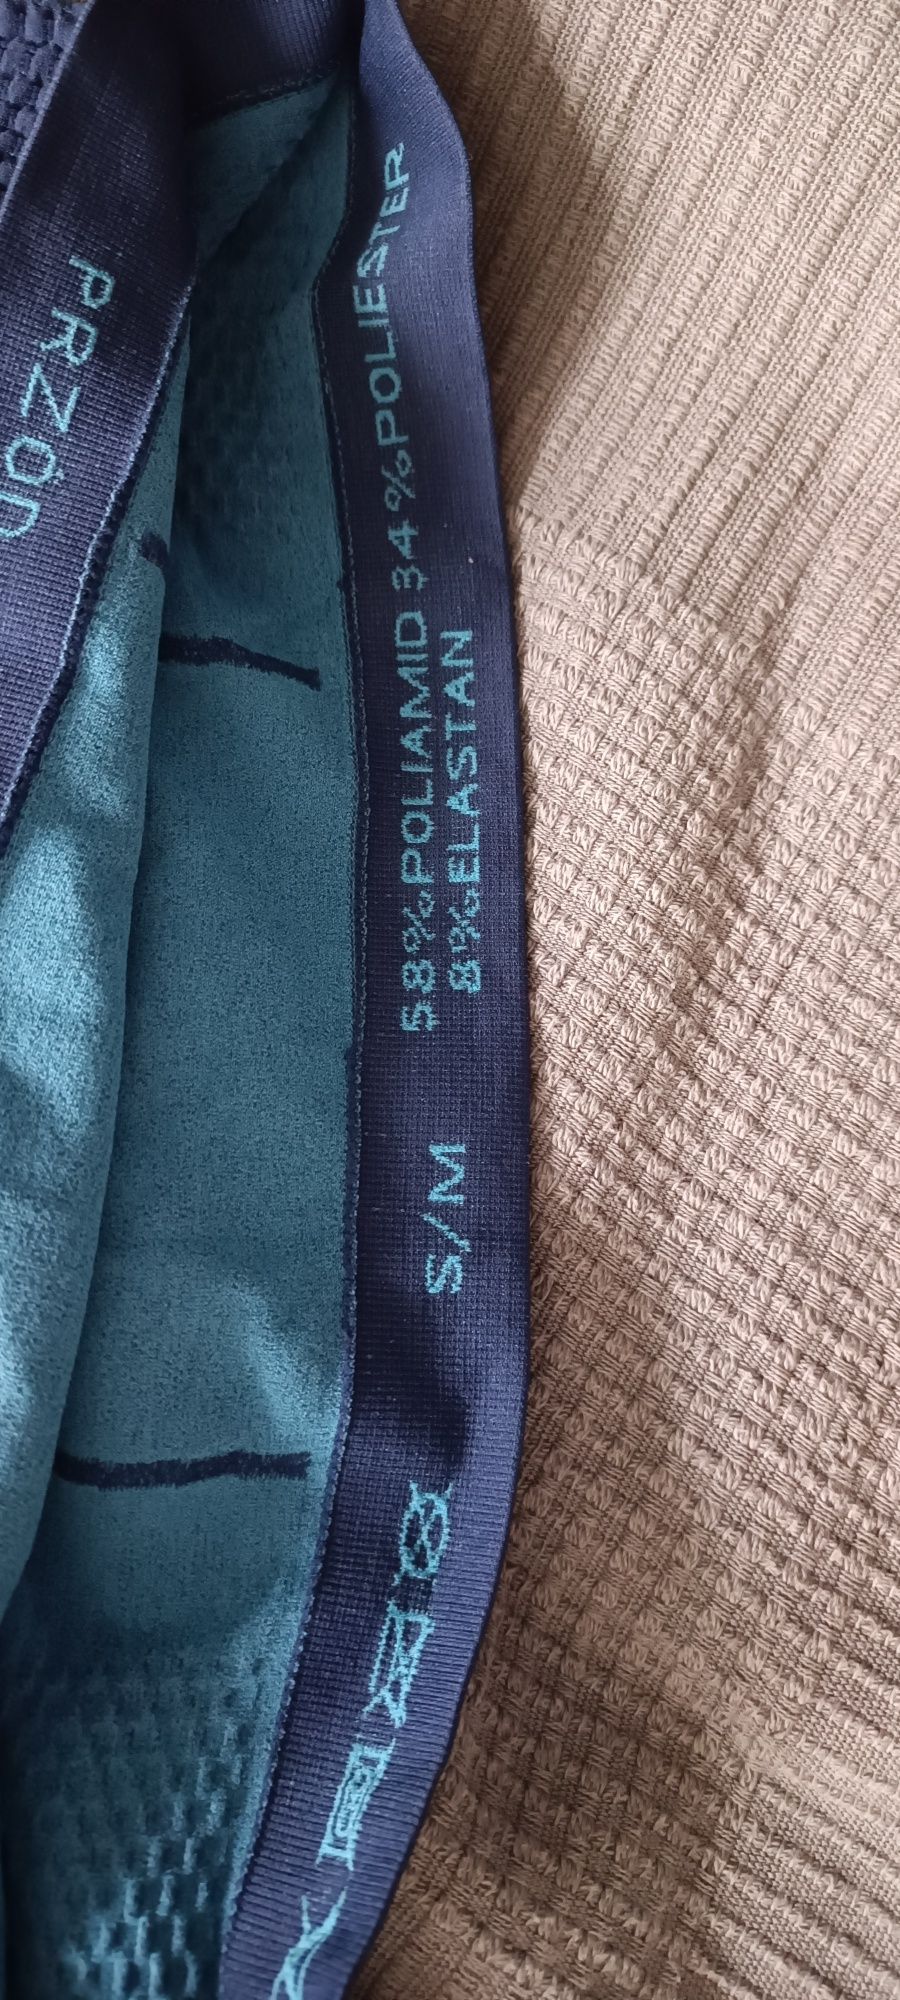 PRZÓD
58% POLIAMID 34% POLIESTER
8% ELASTAN
S/M